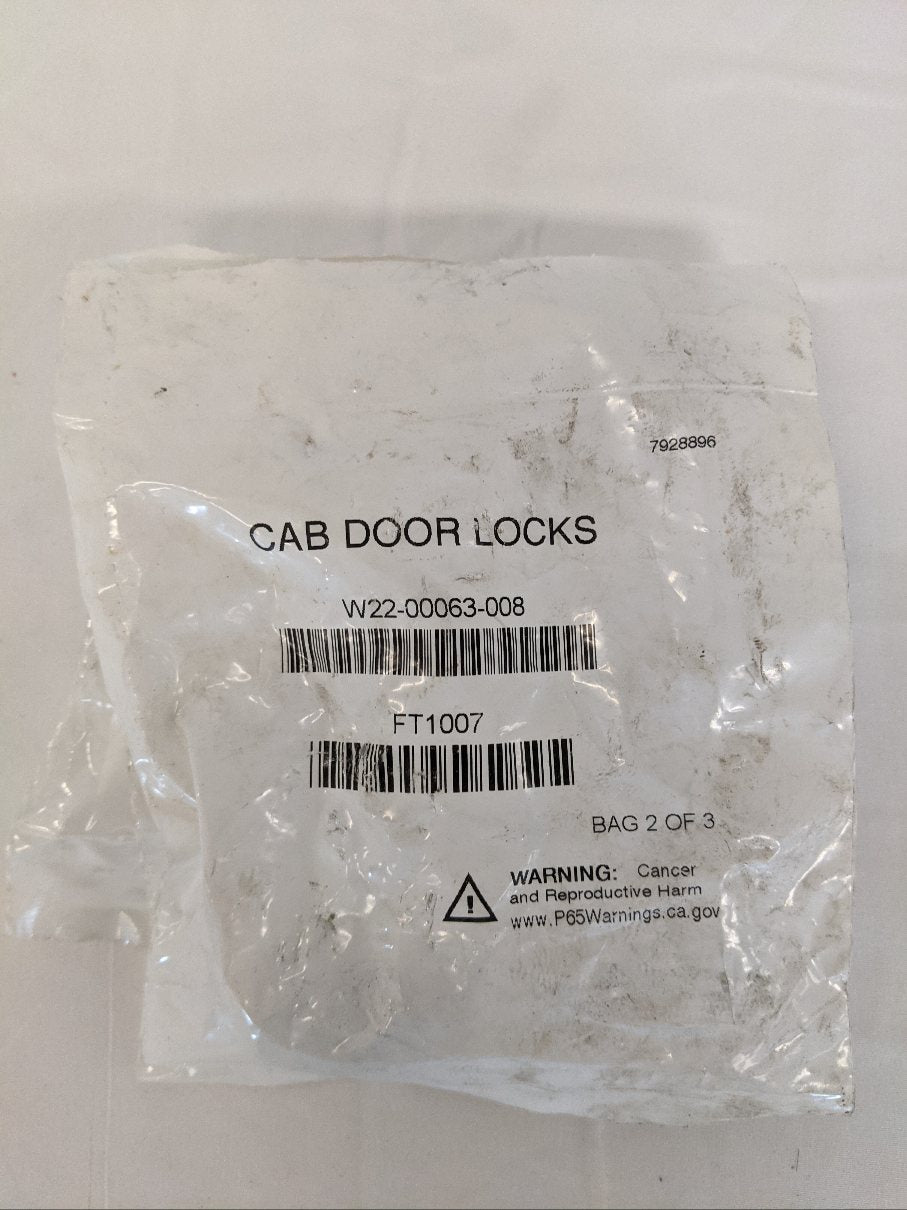 7928896
CAB DOOR LOCKS
W22-00063-008
FT1007
BAG 2 OF 3
WARNING: Cancer
and Reproductive Harm
www.P65Warnings.ca.gov